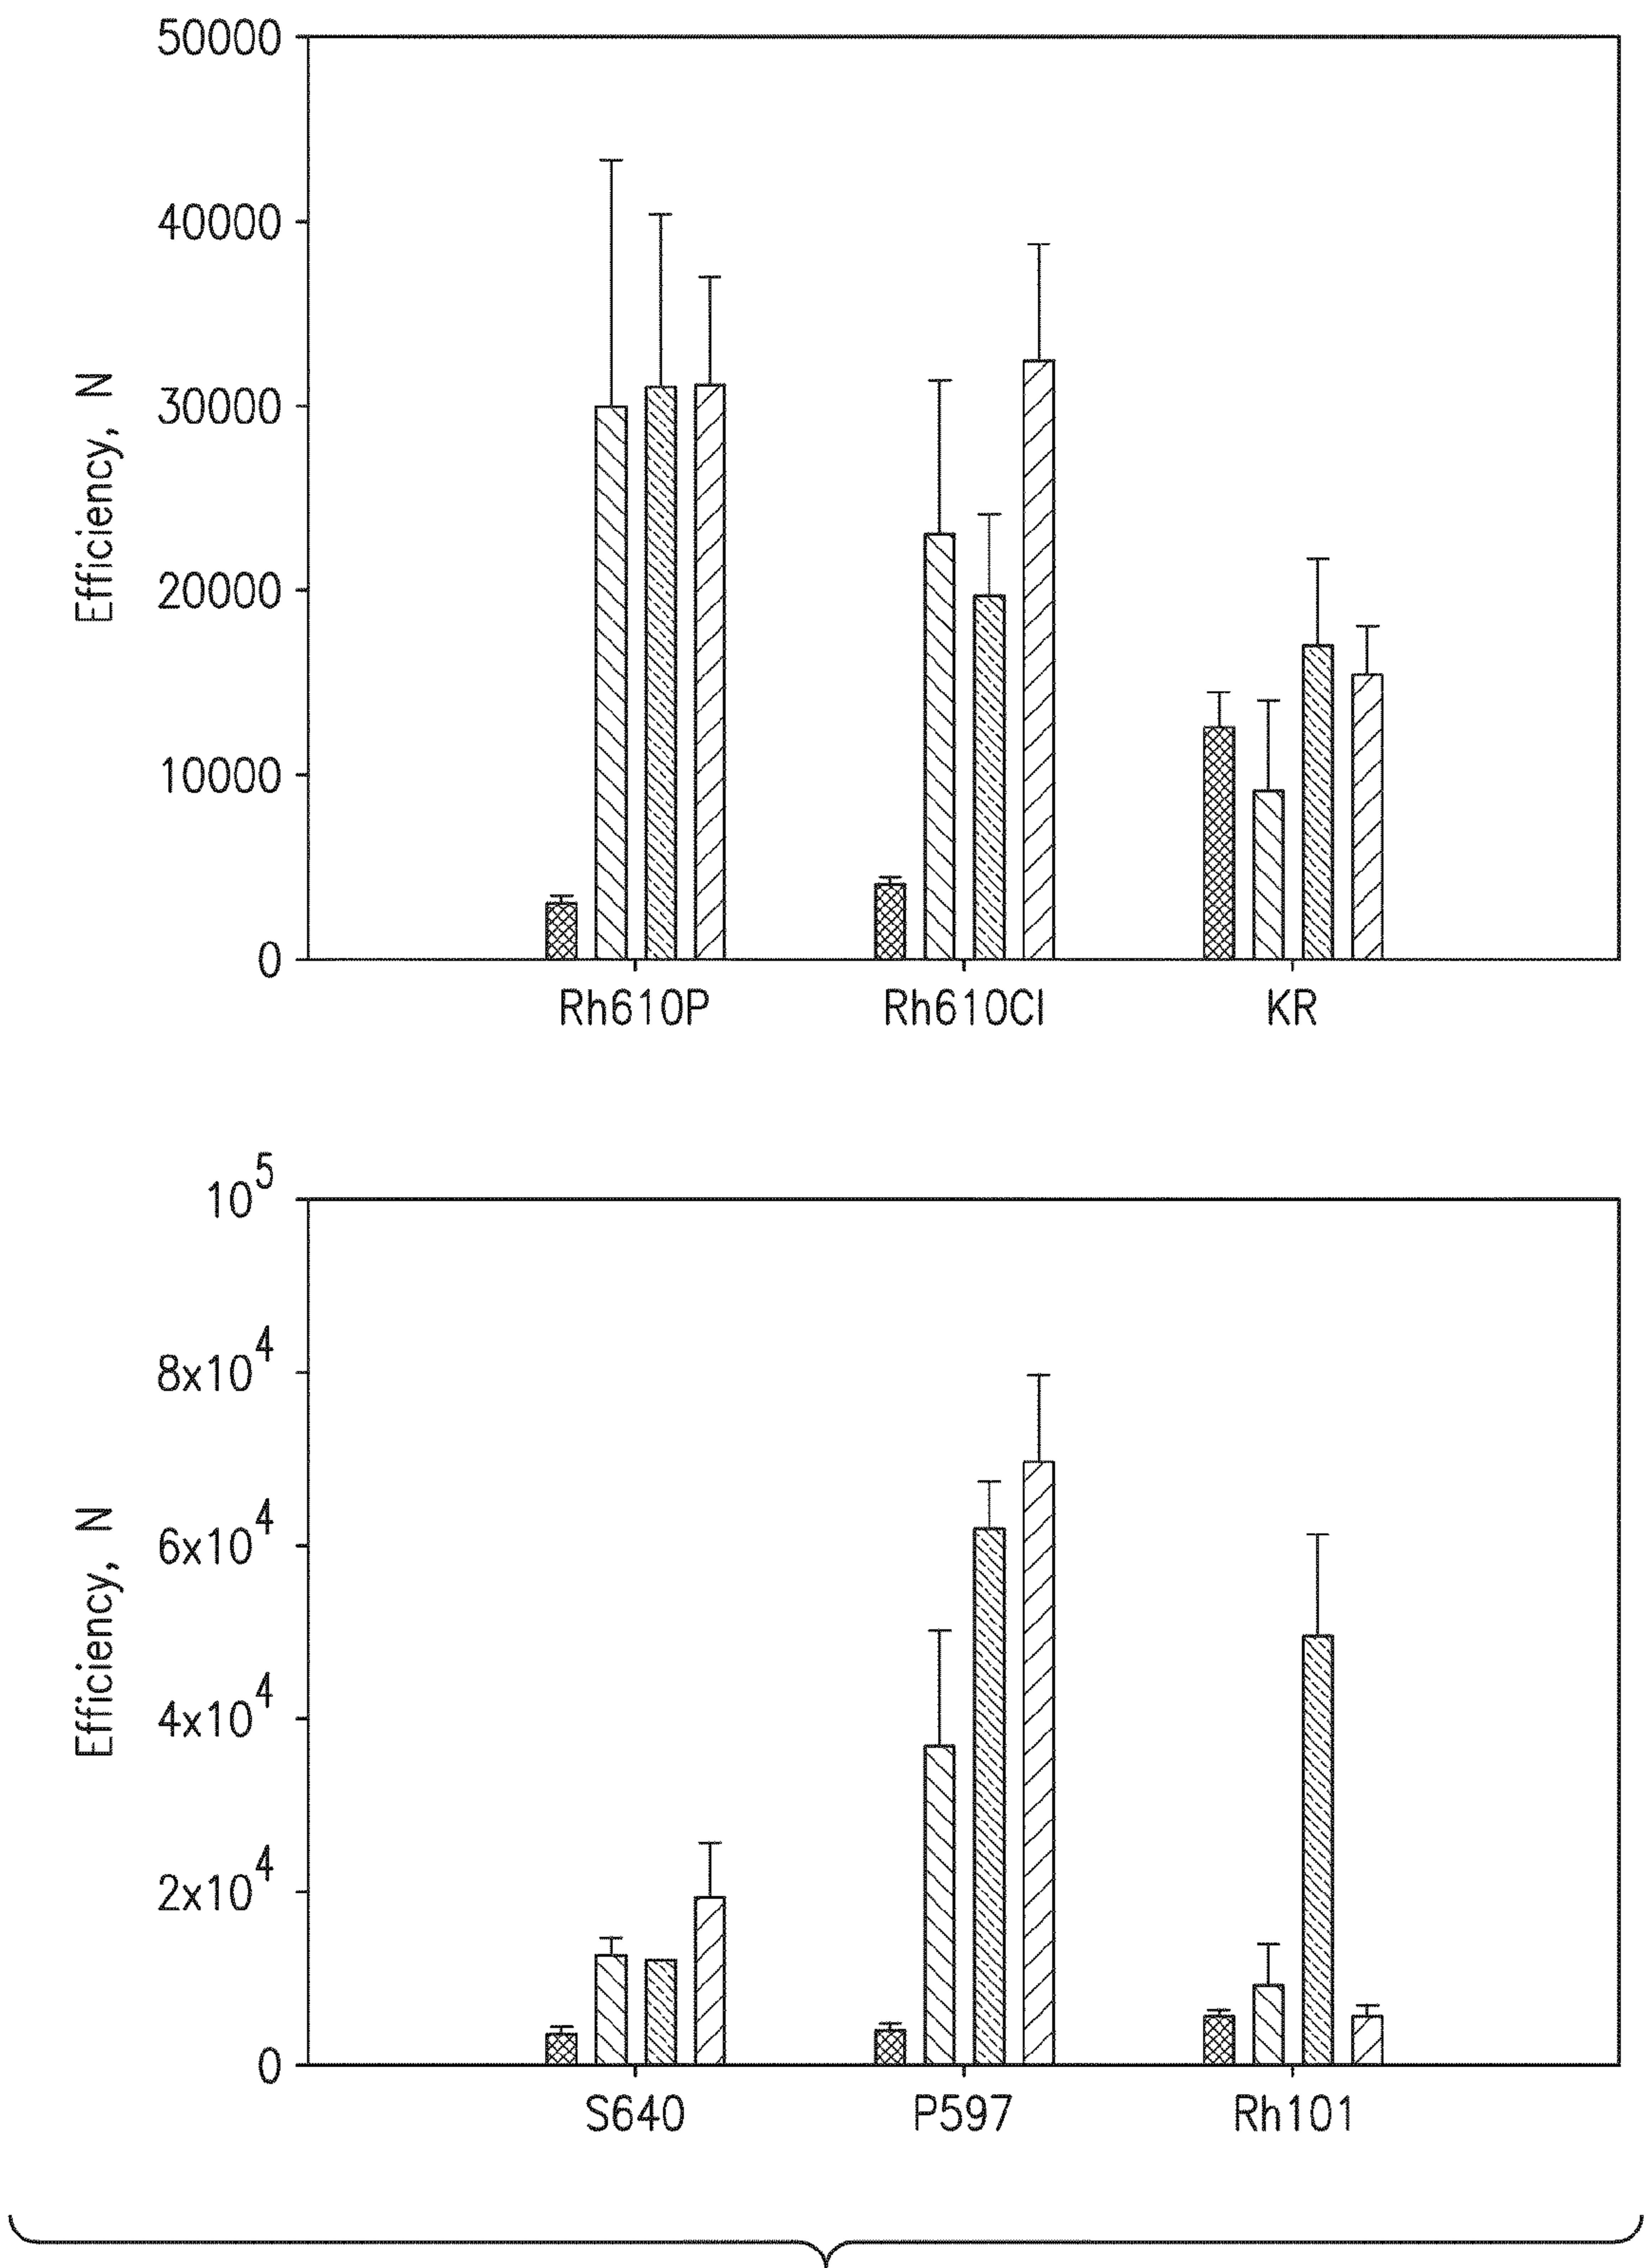 50000
40000
30000
20000
10000
0
Efficiency, N
Rh610P Rh610Cl KR
10^5
8x10^4
6x10^4
4x10^4
2x10^4
0
Efficiency, N
S640 P597 Rh101